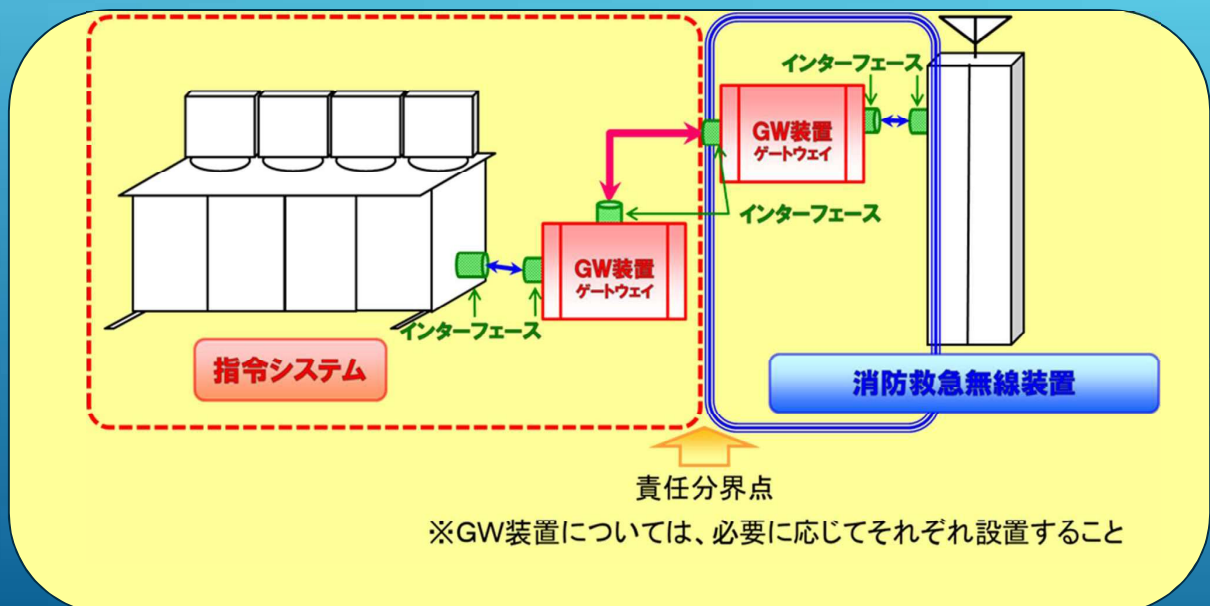 インターフェース
GW装置
ゲートウェイ
インターフェース
GW装置
ゲートウェイ
インターフェース
指令システム
消防救急無線装置
責任分界点
※GW装置については、必要に応じてそれぞれ設置すること